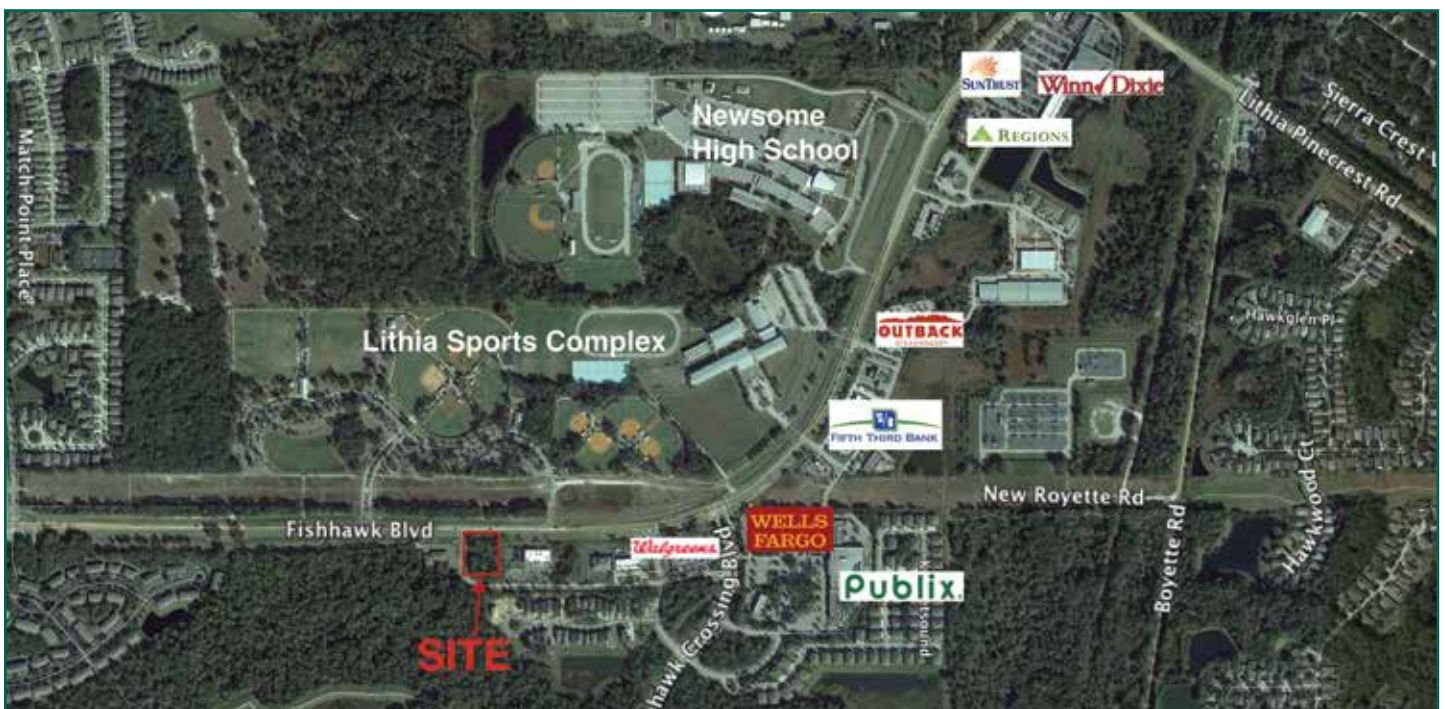 SUNTRUST
Winn Dixie
REGIONS
Newsome
High School
Lithia Pinecrest Rd
Sierra Crest
Match Point Place
Lithia Sports Complex
OUTBACK
Hawkglen Pl
FIFTH THIRD BANK
New Royette Rd
Fishhawk Blvd
WELLS
FARGO
Walgreens
Publix
Boyette Rd
Hawkwood Ct
hawk Crossing Blvd
SITE